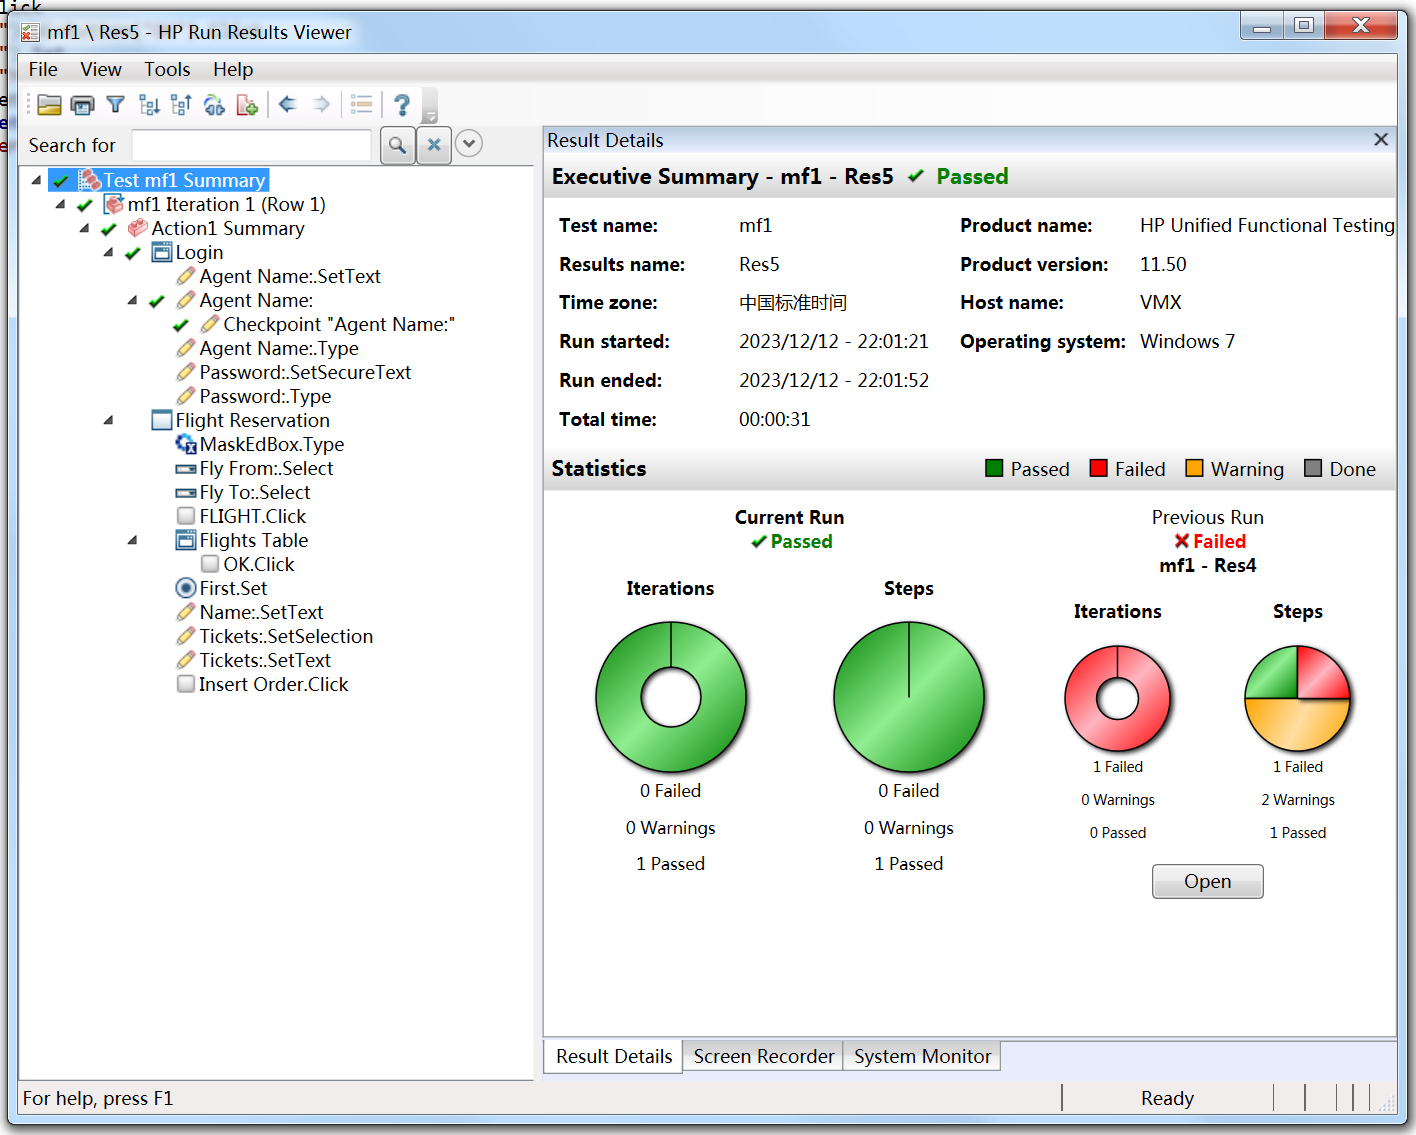 lick
mf1 \ Res5 - HP Run Results Viewer
File View Tools Help
Search for
Test mf1 Summary
mf1 Iteration 1 (Row 1)
Action1 Summary
Login
Agent Name:.SetText
Agent Name:
Checkpoint "Agent Name:"
Agent Name:.Type
Password:.SetSecureText
Password:.Type
Flight Reservation
MaskEdBox.Type
Fly From:.Select
Fly To:.Select
FLIGHT.Click
Flights Table
OK.Click
First.Set
Name:.SetText
Tickets:.SetSelection
Tickets:.SetText
Insert Order.Click
Result Details
Executive Summary - mf1 - Res5 Passed
Test name: mf1 Product name: HP Unified Functional Testing
Results name: Res5 Product version: 11.50
Time zone: 中国标准时间 Host name: VMX
Run started: 2023/12/12 - 22:01:21 Operating system: Windows 7
Run ended: 2023/12/12 - 22:01:52
Total time: 00:00:31
Statistics Passed Failed Warning Done
Current Run
Passed
Iterations Steps
0 Failed 0 Failed
0 Warnings 0 Warnings
1 Passed 1 Passed
Previous Run
Failed
mf1 - Res4
Iterations Steps
1 Failed 1 Failed
0 Warnings 2 Warnings
0 Passed 1 Passed
Open
Result Details Screen Recorder System Monitor
For help, press F1 Ready